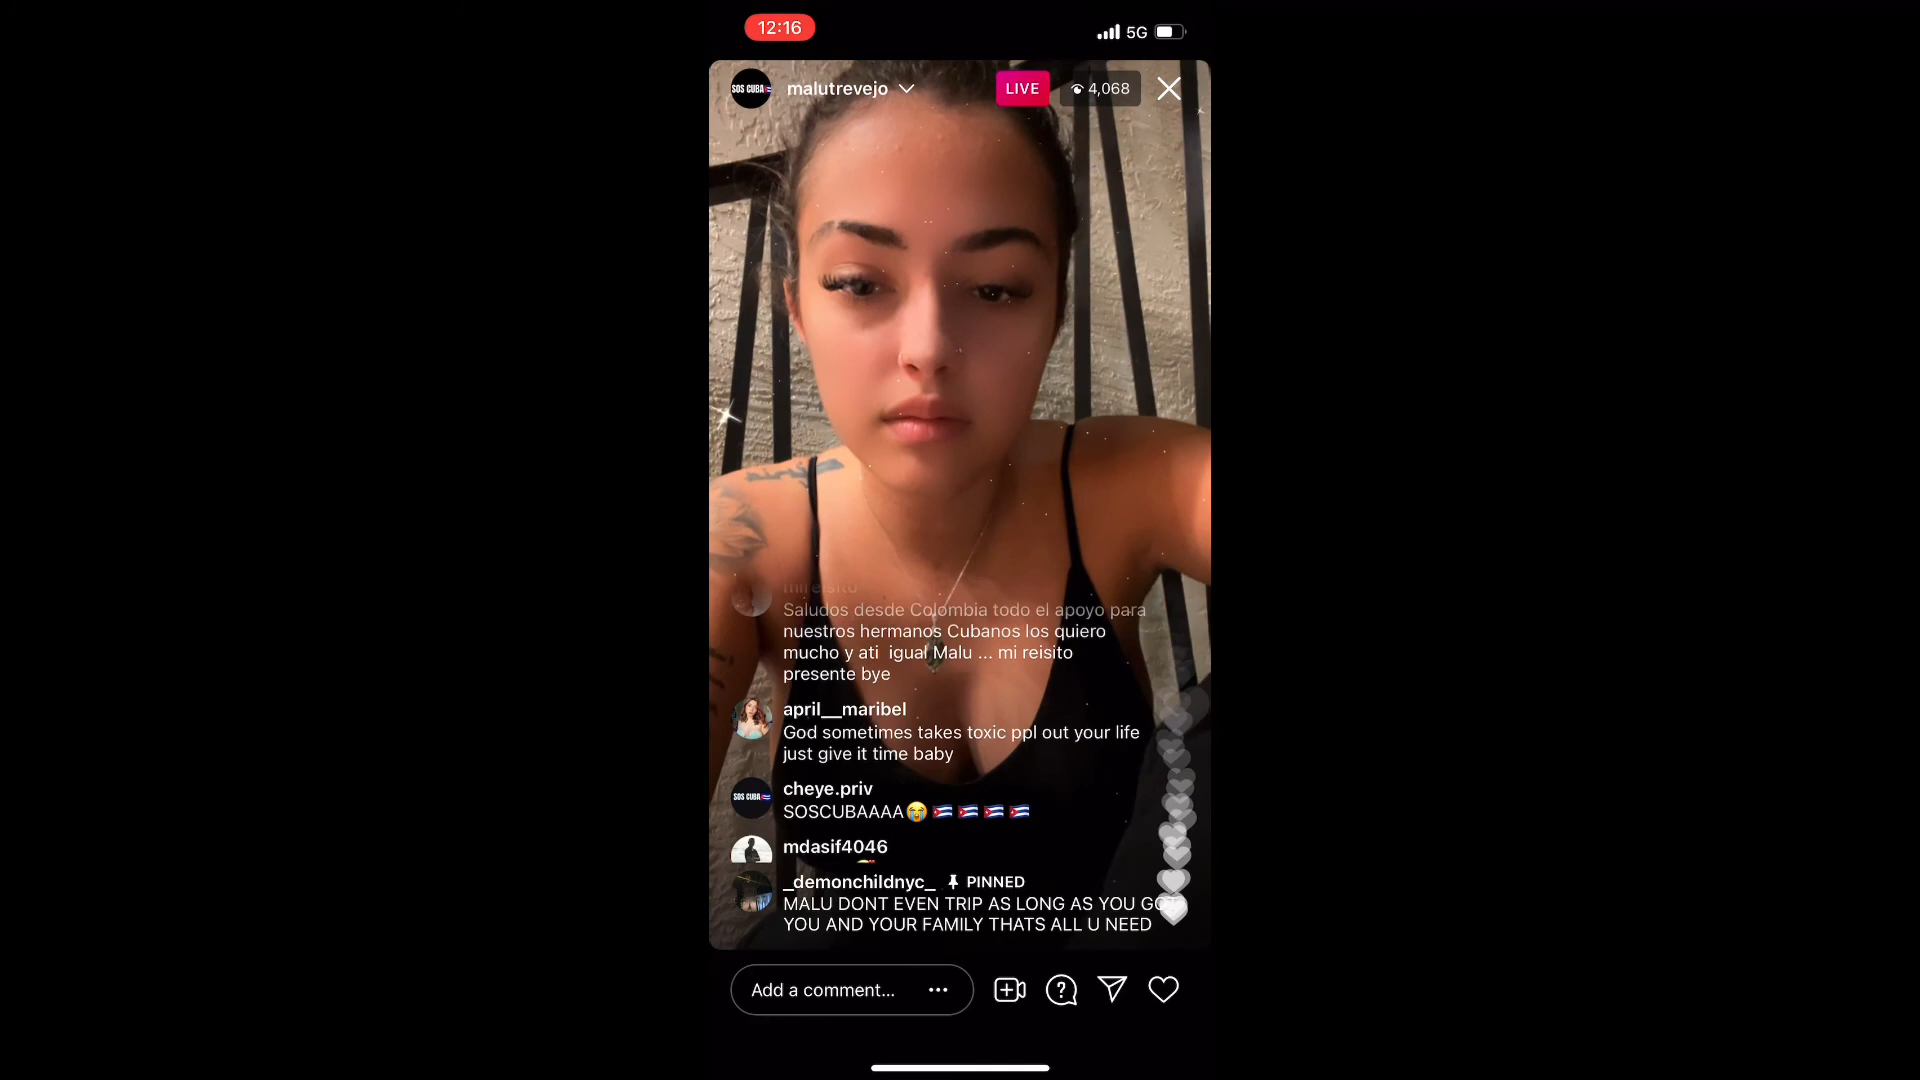 12:16
5G
SOS CUBA
malutrevejo
LIVE
4,068
mi reisito
Saludos desde Colombia todo el apoyo para
nuestros hermanos Cubanos los quiero
mucho y ati igual Malu ... mi reisito
presente bye
april__maribel
God sometimes takes toxic ppl out your life
just give it time baby
cheye.priv
SOS CUBA
SOSCUBAAAA😭🇨🇺🇨🇺🇨🇺🇨🇺
mdasif4046
_demonchildnyc_ PINNED
MALU DONT EVEN TRIP AS LONG AS YOU GOT
YOU AND YOUR FAMILY THATS ALL U NEED
Add a comment...